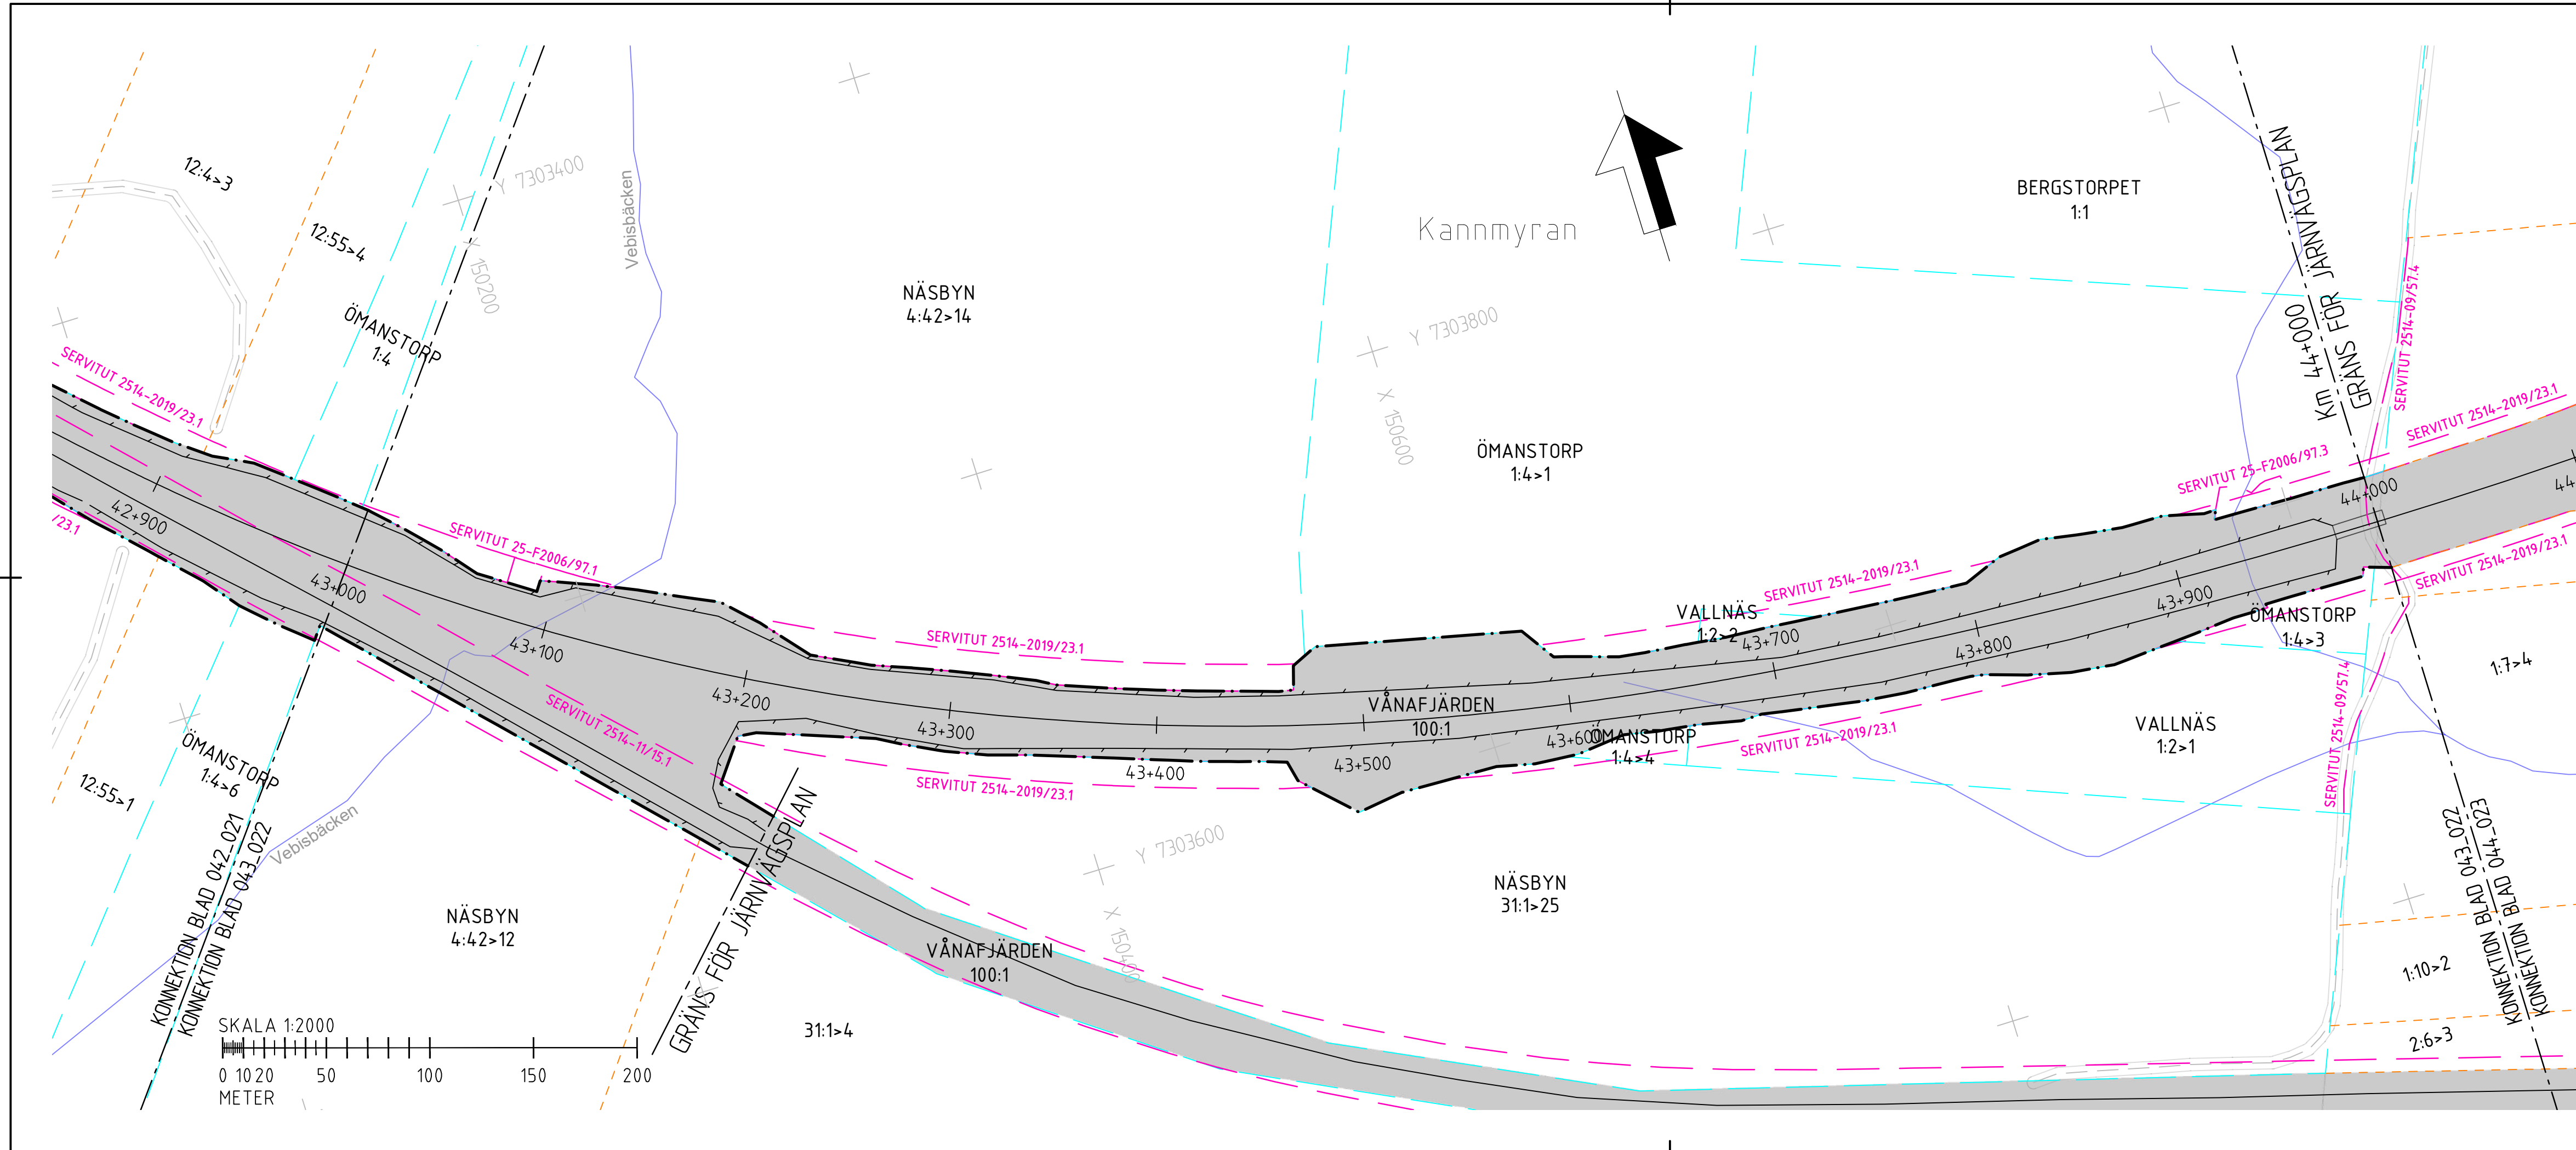 12:4>3
12:55>4
ÖMANSTORP
1:4
Y 7303400
X 150200
Vebisbäcken
NÄSBYN
4:42>14
Kannmyran
Y 7303800
X 150600
ÖMANSTORP
1:4>1
BERGSTORPET
1:1
Km 44+000
GRÄNS FÖR JÄRNVÄGSPLAN
SERVITUT 2514-09/57.4
SERVITUT 2514-2019/23.1
SERVITUT 25-F2006/97.3
SERVITUT 2514-2019/23.1
/23.1
SERVITUT 25-F2006/97.1
SERVITUT 2514-2019/23.1
SERVITUT 2514-2019/23.1
42+900
43+000
43+100
43+200
43+300
43+400
43+500
43+600
43+700
43+800
43+900
44+000
44
VALLNÄS
1:2>2
VÅNAFJÄRDEN
100:1
ÖMANSTORP
1:4>4
ÖMANSTORP
1:4>3
SERVITUT 2514-2019/23.1
1:7>4
VALLNÄS
1:2>1
SERVITUT 2514-2019/23.1
SERVITUT 2514-09/57.4
SERVITUT 2514-11/15.1
SERVITUT 2514-2019/23.1
ÖMANSTORP
1:4>6
12:55>1
Vebisbäcken
KONNEKTION BLAD 042_021
KONNEKTION BLAD 043_022
NÄSBYN
4:42>12
GRÄNS FÖR JÄRNVÄGSPLAN
Y 7303600
X 150400
VÅNAFJÄRDEN
100:1
NÄSBYN
31:1>25
31:1>4
KONNEKTION BLAD 043_022
KONNEKTION BLAD 044_023
1:10>2
2:6>3
SKALA 1:2000
0 10 20 50 100 150 200
METER